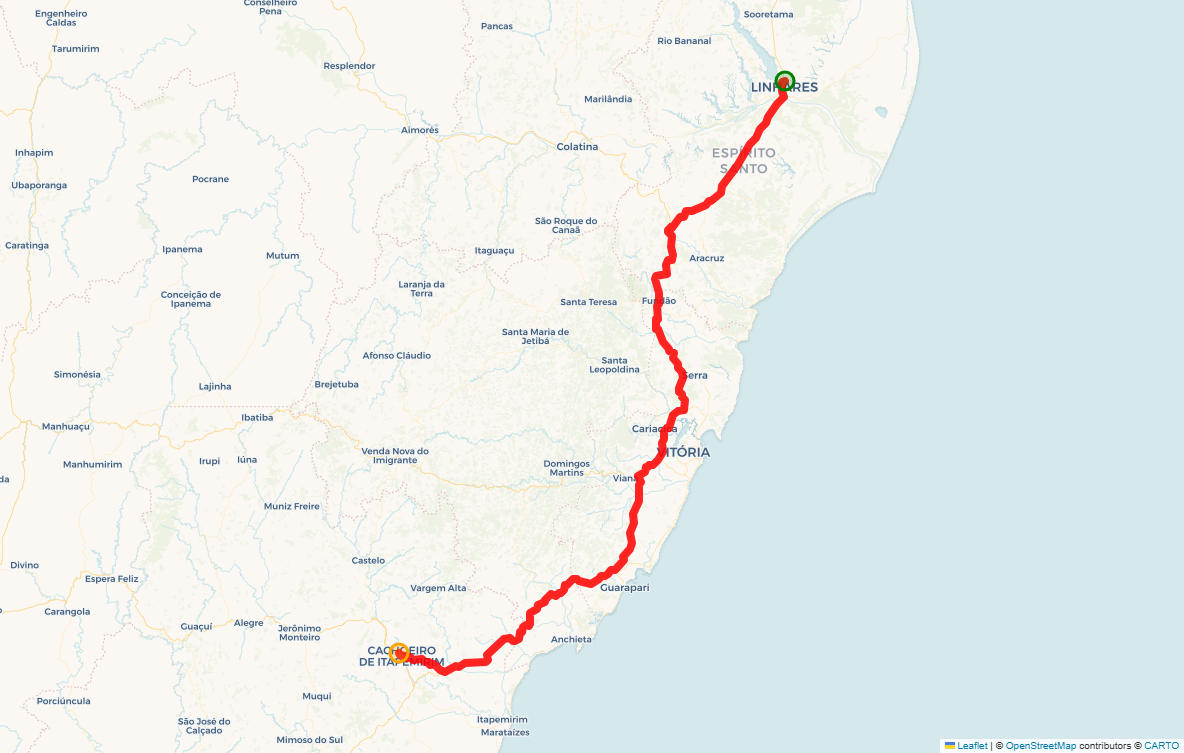 Conselheiro
Pena
Engenheiro
Caldas
Sooretama
Pancas
Rio Bananal
Tarumirim
Resplendor
LINHARES
Marilândia
Aimorés
Colatina
Inhapim
ESPÍRITO
SANTO
Pocrane
Ubaporanga
São Roque do
Canaã
Caratinga
Ipanema
Itaguaçu
Mutum
Aracruz
Laranja da
Terra
Conceição de
Ipanema
Santa Teresa
Fundão
Santa Maria de
Jetibá
Afonso Cláudio
Santa
Leopoldina
Simonésia
Serra
Lajinha
Brejetuba
Ibatiba
Manhuaçu
Cariacica
VITÓRIA
Venda Nova do
Imigrante
Irupi
Iúna
Manhumirim
Domingos
Martins
Viana
da
Muniz Freire
Castelo
Divino
Espera Feliz
Vargem Alta
Guarapari
Carangola
Alegre
Guaçuí
Jerônimo
Monteiro
Anchieta
CACHOEIRO
DE ITAPEMIRIM
Muqui
Porciúncula
São José do
Calçado
Itapemirim
Marataízes
Mimoso do Sul
Leaflet | © OpenStreetMap contributors © CARTO